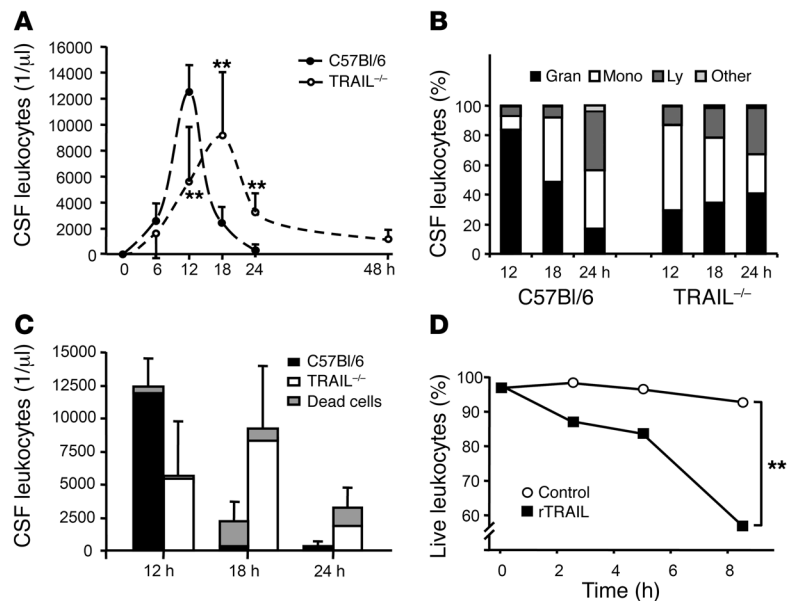 A
CSF leukocytes (1/μl)
16000
14000
12000
10000
8000
6000
4000
2000
0
0 6 12 18 24 48 h
C57Bl/6
TRAIL–/–
**
**
**
B
CSF leukocytes (%)
Gran Mono Ly Other
100
80
60
40
20
0
12 18 24 h 12 18 24 h
C57Bl/6 TRAIL–/–
C
CSF leukocytes (1/μl)
15000
12500
10000
7500
5000
2500
0
C57Bl/6
TRAIL–/–
Dead cells
12 h 18 h 24 h
D
Live leukocytes (%)
100
90
80
70
60
Control
rTRAIL
**
0 2 4 6 8
Time (h)